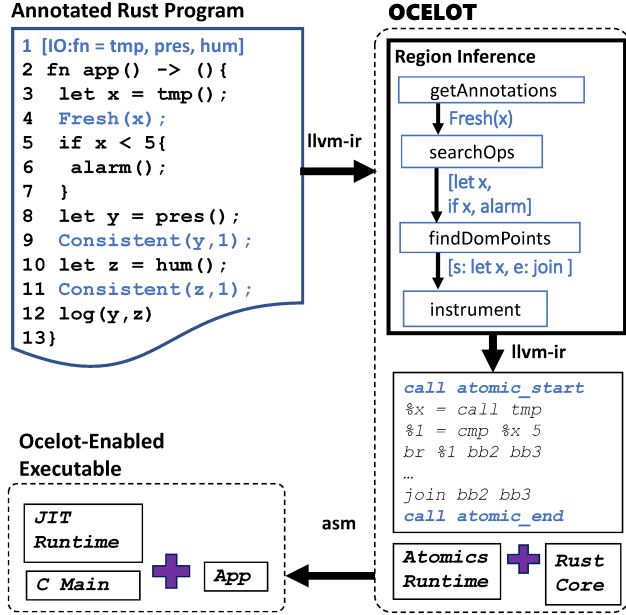 Annotated Rust Program
1 [IO:fn = tmp, pres, hum]
2 fn app() -> (){
3 let x = tmp();
4 Fresh(x);
5 if x < 5{
6 alarm();
7 }
8 let y = pres();
9 Consistent(y,1);
10 let z = hum();
11 Consistent(z,1);
12 log(y,z)
13}
llvm-ir
OCELOT
Region Inference
getAnnotations
Fresh(x)
searchOps
[let x,
if x, alarm]
findDomPoints
[s: let x, e: join ]
instrument
llvm-ir
call atomic_start
%x = call tmp
%1 = cmp %x 5
br %1 bb2 bb3
…
join bb2 bb3
call atomic_end
Atomics
Runtime
Rust
Core
asm
Ocelot-Enabled
Executable
JIT
Runtime
C Main
App